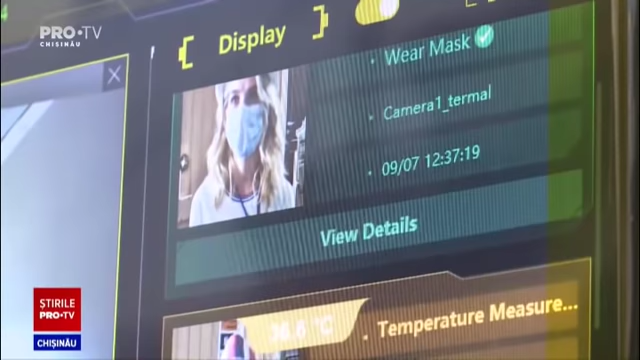 PRO·TV
CHIȘINĂU
Display
Wear Mask
Camera1_termal
09/07 12:37:19
View Details
36.6 °C
Temperature Measure...
ȘTIRILE
PRO·TV
CHIȘINĂU